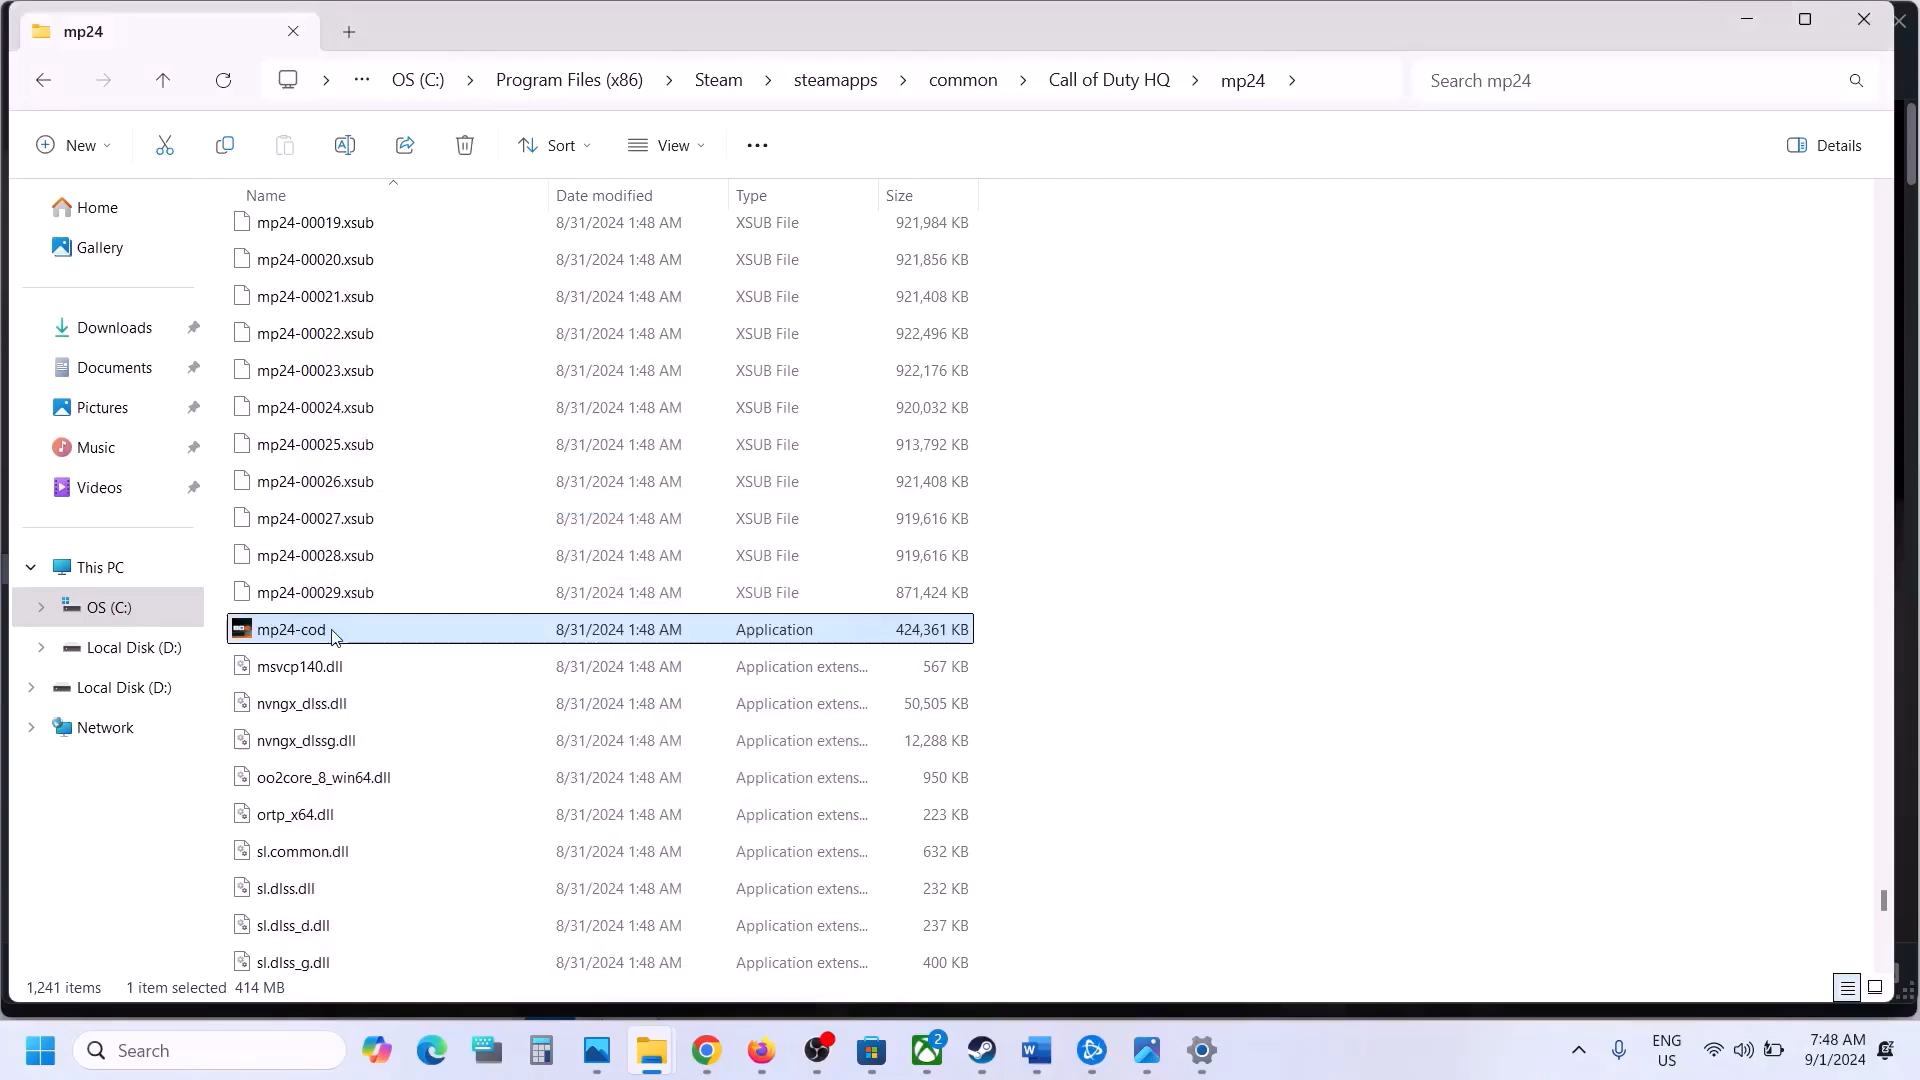 mp24
OS (C:) Program Files (x86) Steam steamapps common Call of Duty HQ mp24
Search mp24
New Sort View Details
Name Date modified Type Size
Home
Gallery
Downloads
Documents
Pictures
Music
Videos
This PC
OS (C:)
Local Disk (D:)
Local Disk (D:)
Network
mp24-00019.xsub 8/31/2024 1:48 AM XSUB File 921,984 KB
mp24-00020.xsub 8/31/2024 1:48 AM XSUB File 921,856 KB
mp24-00021.xsub 8/31/2024 1:48 AM XSUB File 921,408 KB
mp24-00022.xsub 8/31/2024 1:48 AM XSUB File 922,496 KB
mp24-00023.xsub 8/31/2024 1:48 AM XSUB File 922,176 KB
mp24-00024.xsub 8/31/2024 1:48 AM XSUB File 920,032 KB
mp24-00025.xsub 8/31/2024 1:48 AM XSUB File 913,792 KB
mp24-00026.xsub 8/31/2024 1:48 AM XSUB File 921,408 KB
mp24-00027.xsub 8/31/2024 1:48 AM XSUB File 919,616 KB
mp24-00028.xsub 8/31/2024 1:48 AM XSUB File 919,616 KB
mp24-00029.xsub 8/31/2024 1:48 AM XSUB File 871,424 KB
mp24-cod 8/31/2024 1:48 AM Application 424,361 KB
msvcp140.dll 8/31/2024 1:48 AM Application extens... 567 KB
nvngx_dlss.dll 8/31/2024 1:48 AM Application extens... 50,505 KB
nvngx_dlssg.dll 8/31/2024 1:48 AM Application extens... 12,288 KB
oo2core_8_win64.dll 8/31/2024 1:48 AM Application extens... 950 KB
ortp_x64.dll 8/31/2024 1:48 AM Application extens... 223 KB
sl.common.dll 8/31/2024 1:48 AM Application extens... 632 KB
sl.dlss.dll 8/31/2024 1:48 AM Application extens... 232 KB
sl.dlss_d.dll 8/31/2024 1:48 AM Application extens... 237 KB
sl.dlss_g.dll 8/31/2024 1:48 AM Application extens... 400 KB
1,241 items 1 item selected 414 MB
Search
2
ENG
US
7:48 AM
9/1/2024